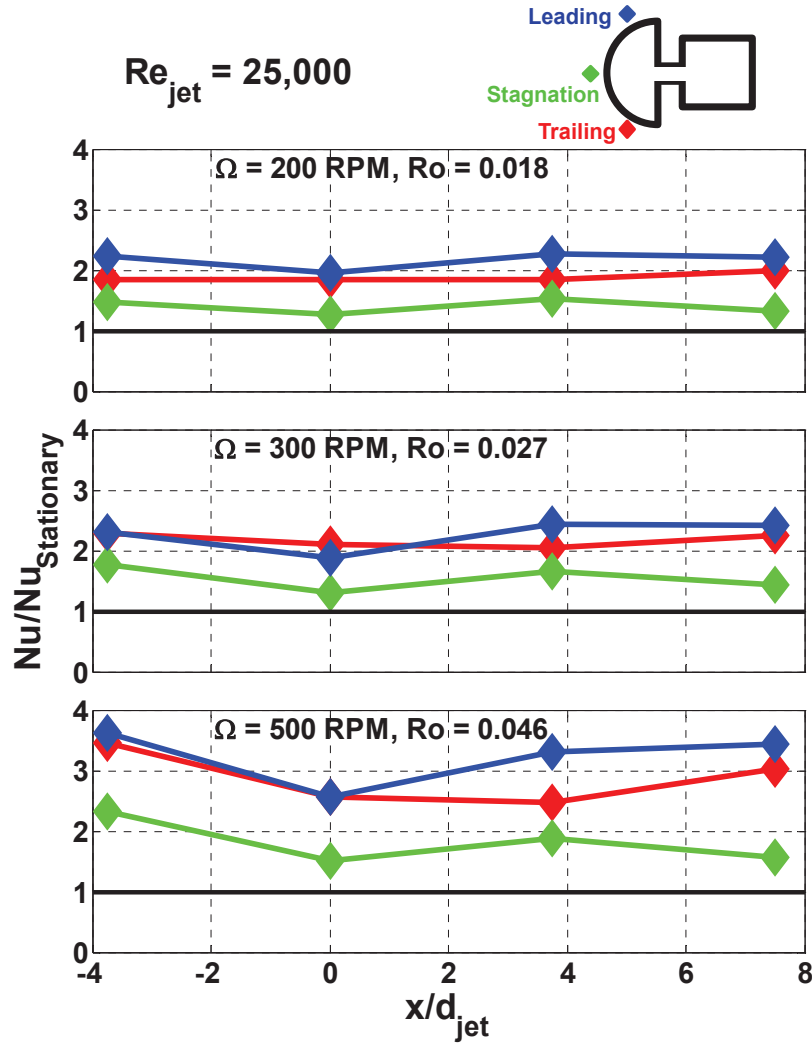 Leading
Re_jet = 25,000
Stagnation
Trailing
4
Ω = 200 RPM, Ro = 0.018
3
2
1
0
4
Ω = 300 RPM, Ro = 0.027
3
2
1
0
Nu/Nu_Stationary
4
Ω = 500 RPM, Ro = 0.046
3
2
1
0
-4 -2 0 2 4 6 8
x/d_jet